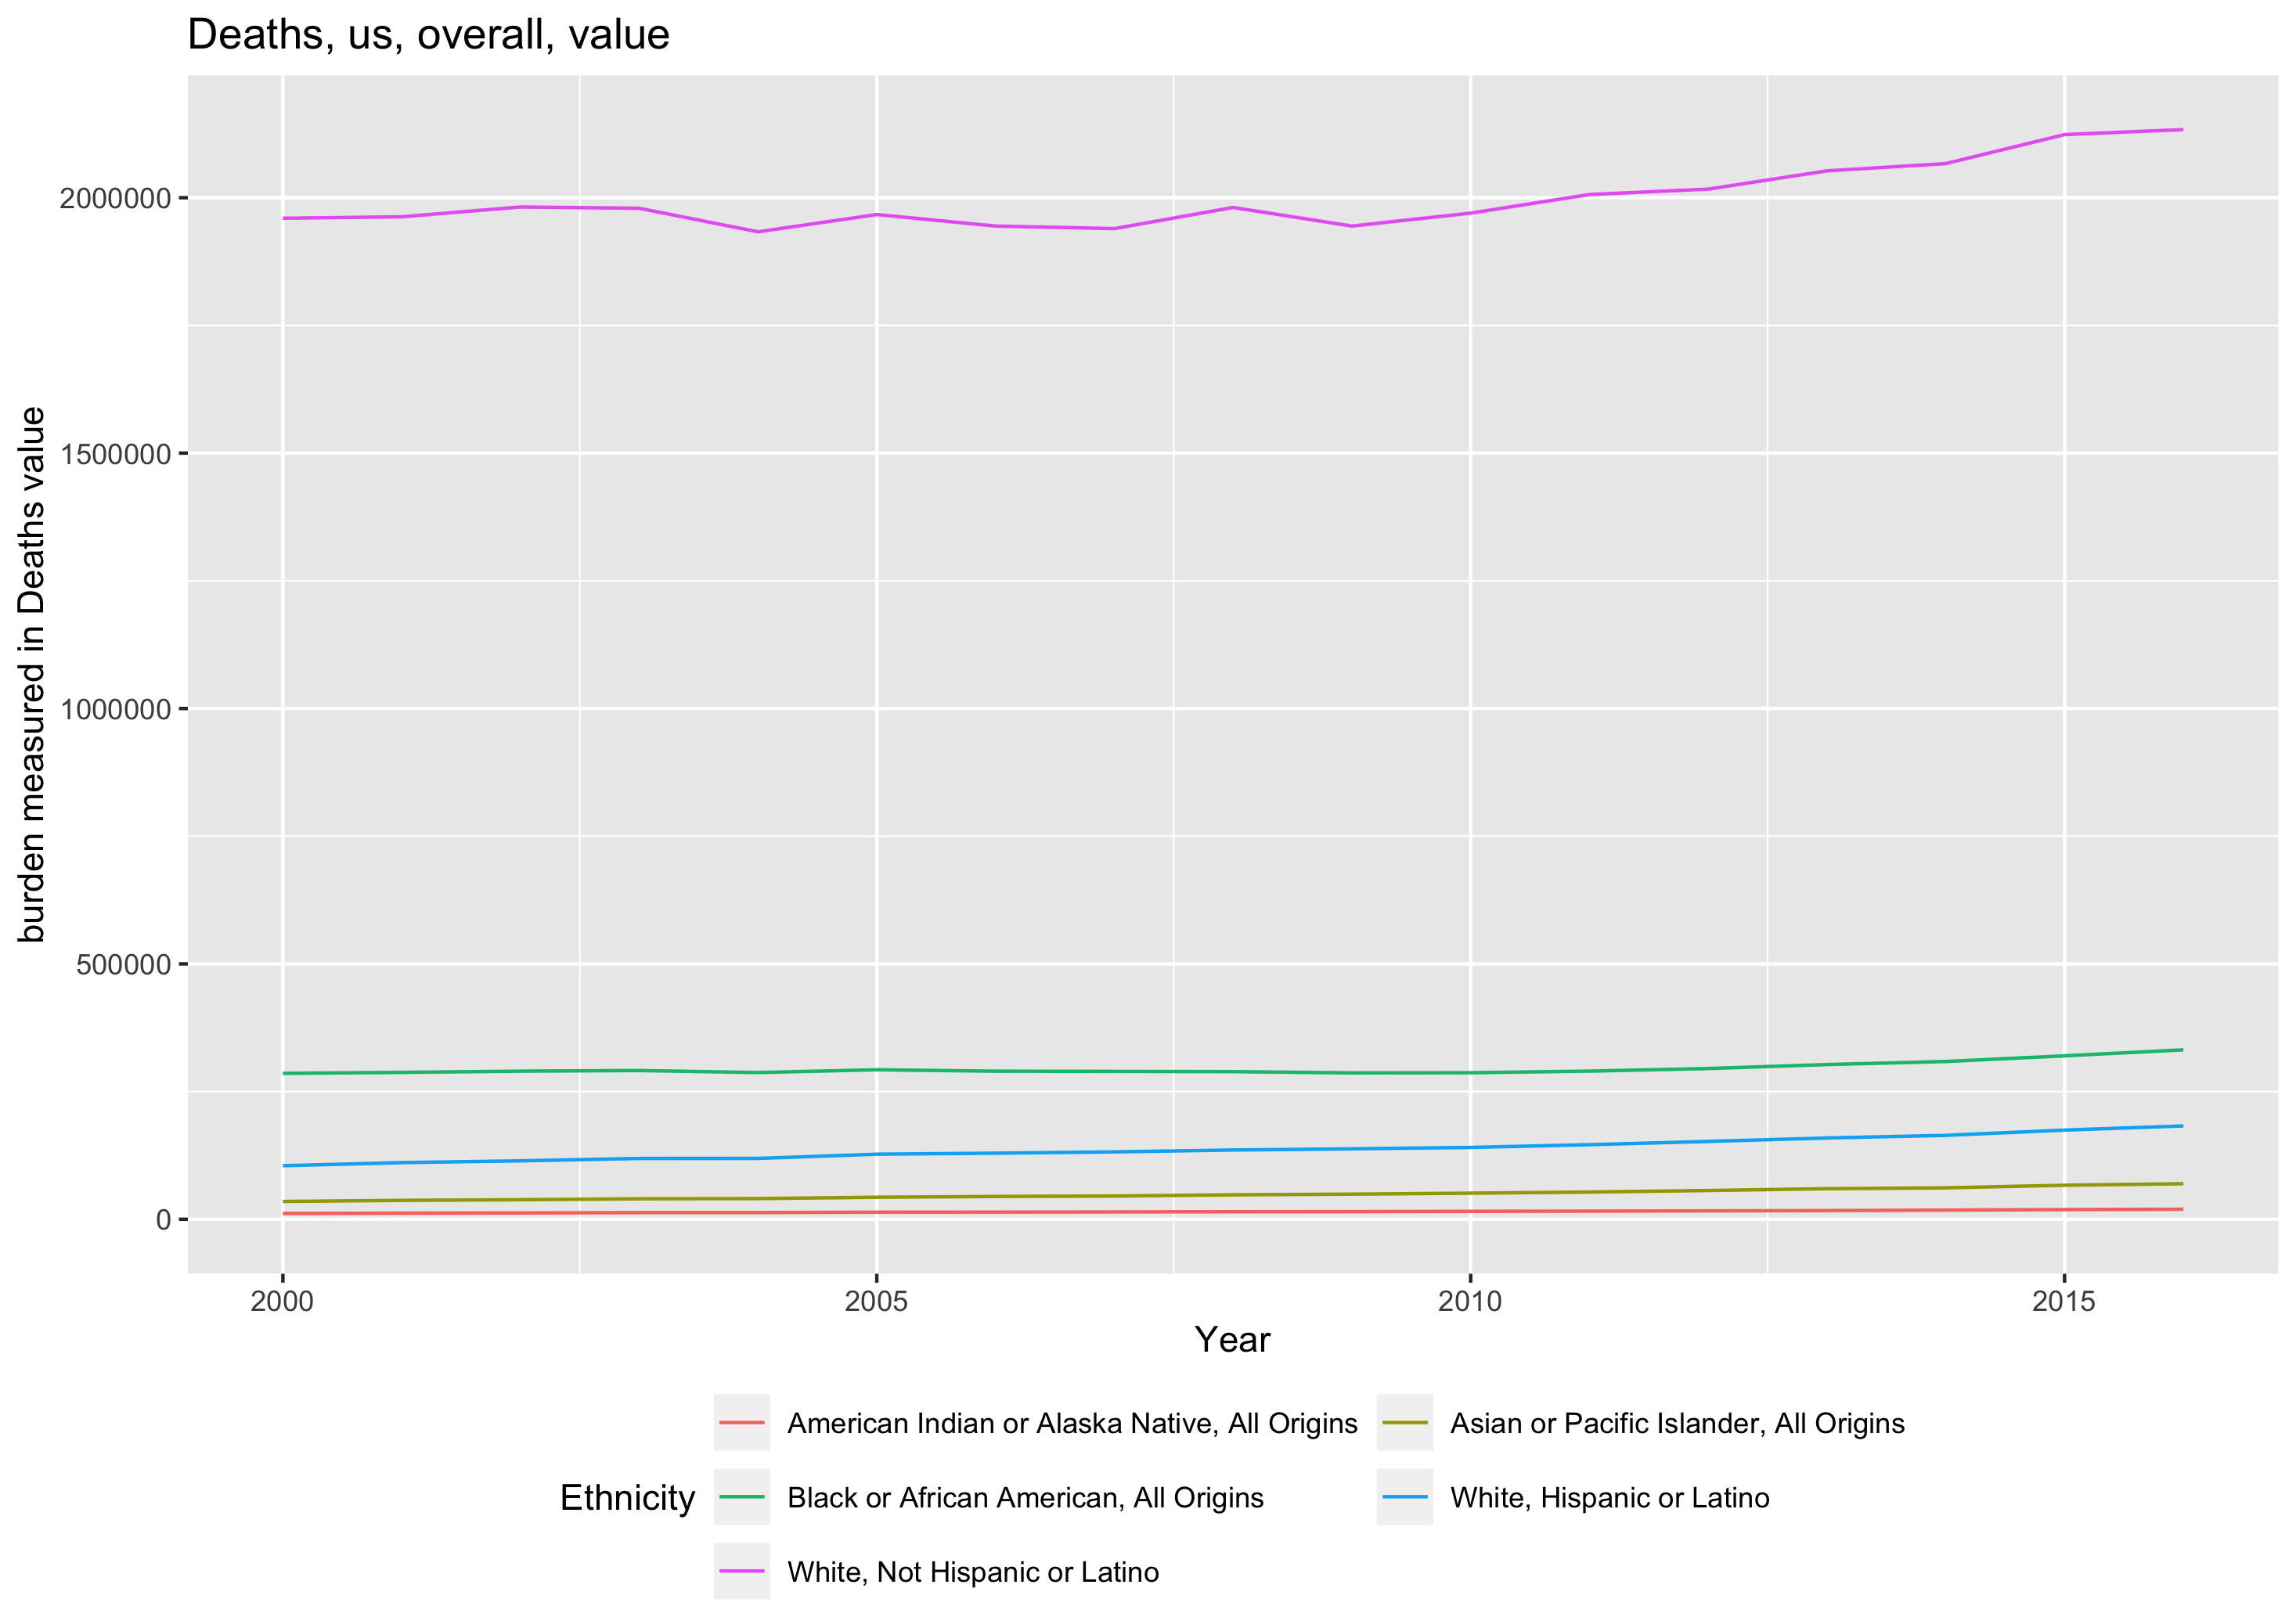 Deaths, us, overall, value
burden measured in Deaths value
2000000
1500000
1000000
500000
0
2000 2005 2010 2015
Year
Ethnicity
American Indian or Alaska Native, All Origins
Asian or Pacific Islander, All Origins
Black or African American, All Origins
White, Hispanic or Latino
White, Not Hispanic or Latino